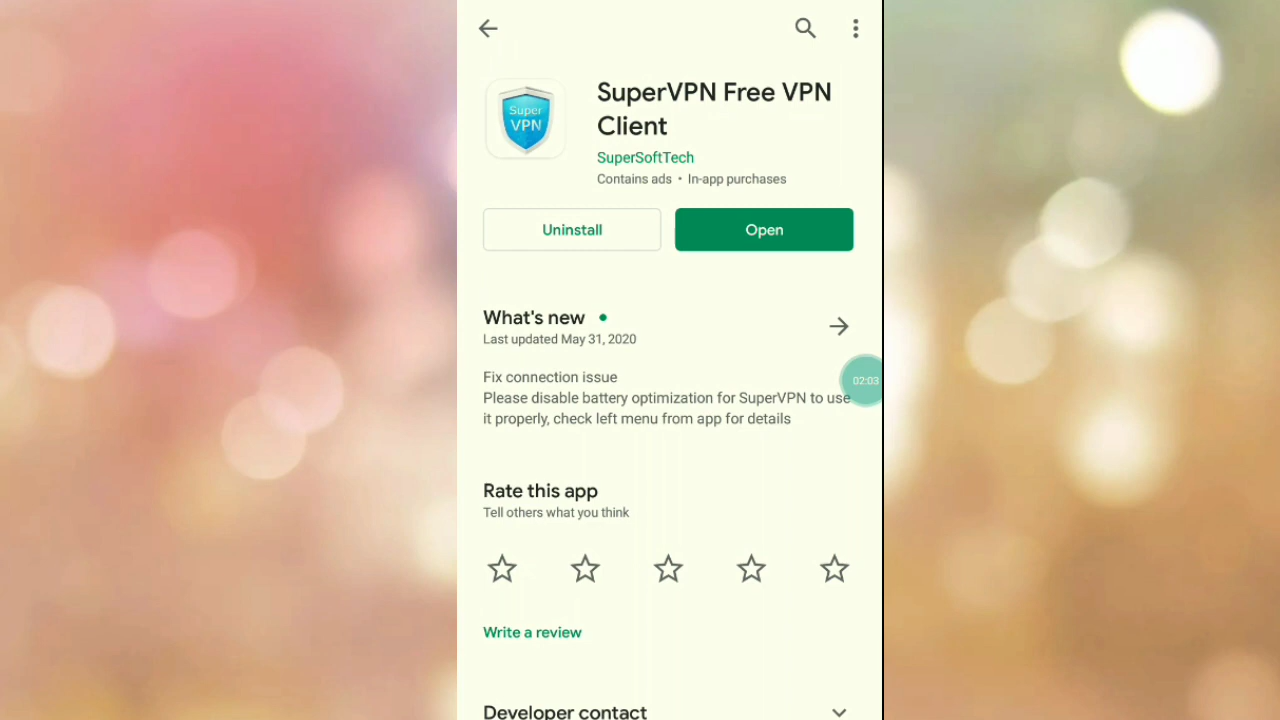 SuperVPN Free VPN
Client
Super
VPN
SuperSoftTech
Contains ads • In-app purchases
Uninstall
Open
What's new
Last updated May 31, 2020
Fix connection issue
02:03
Please disable battery optimization for SuperVPN to use
it properly, check left menu from app for details
Rate this app
Tell others what you think
Write a review
Developer contact